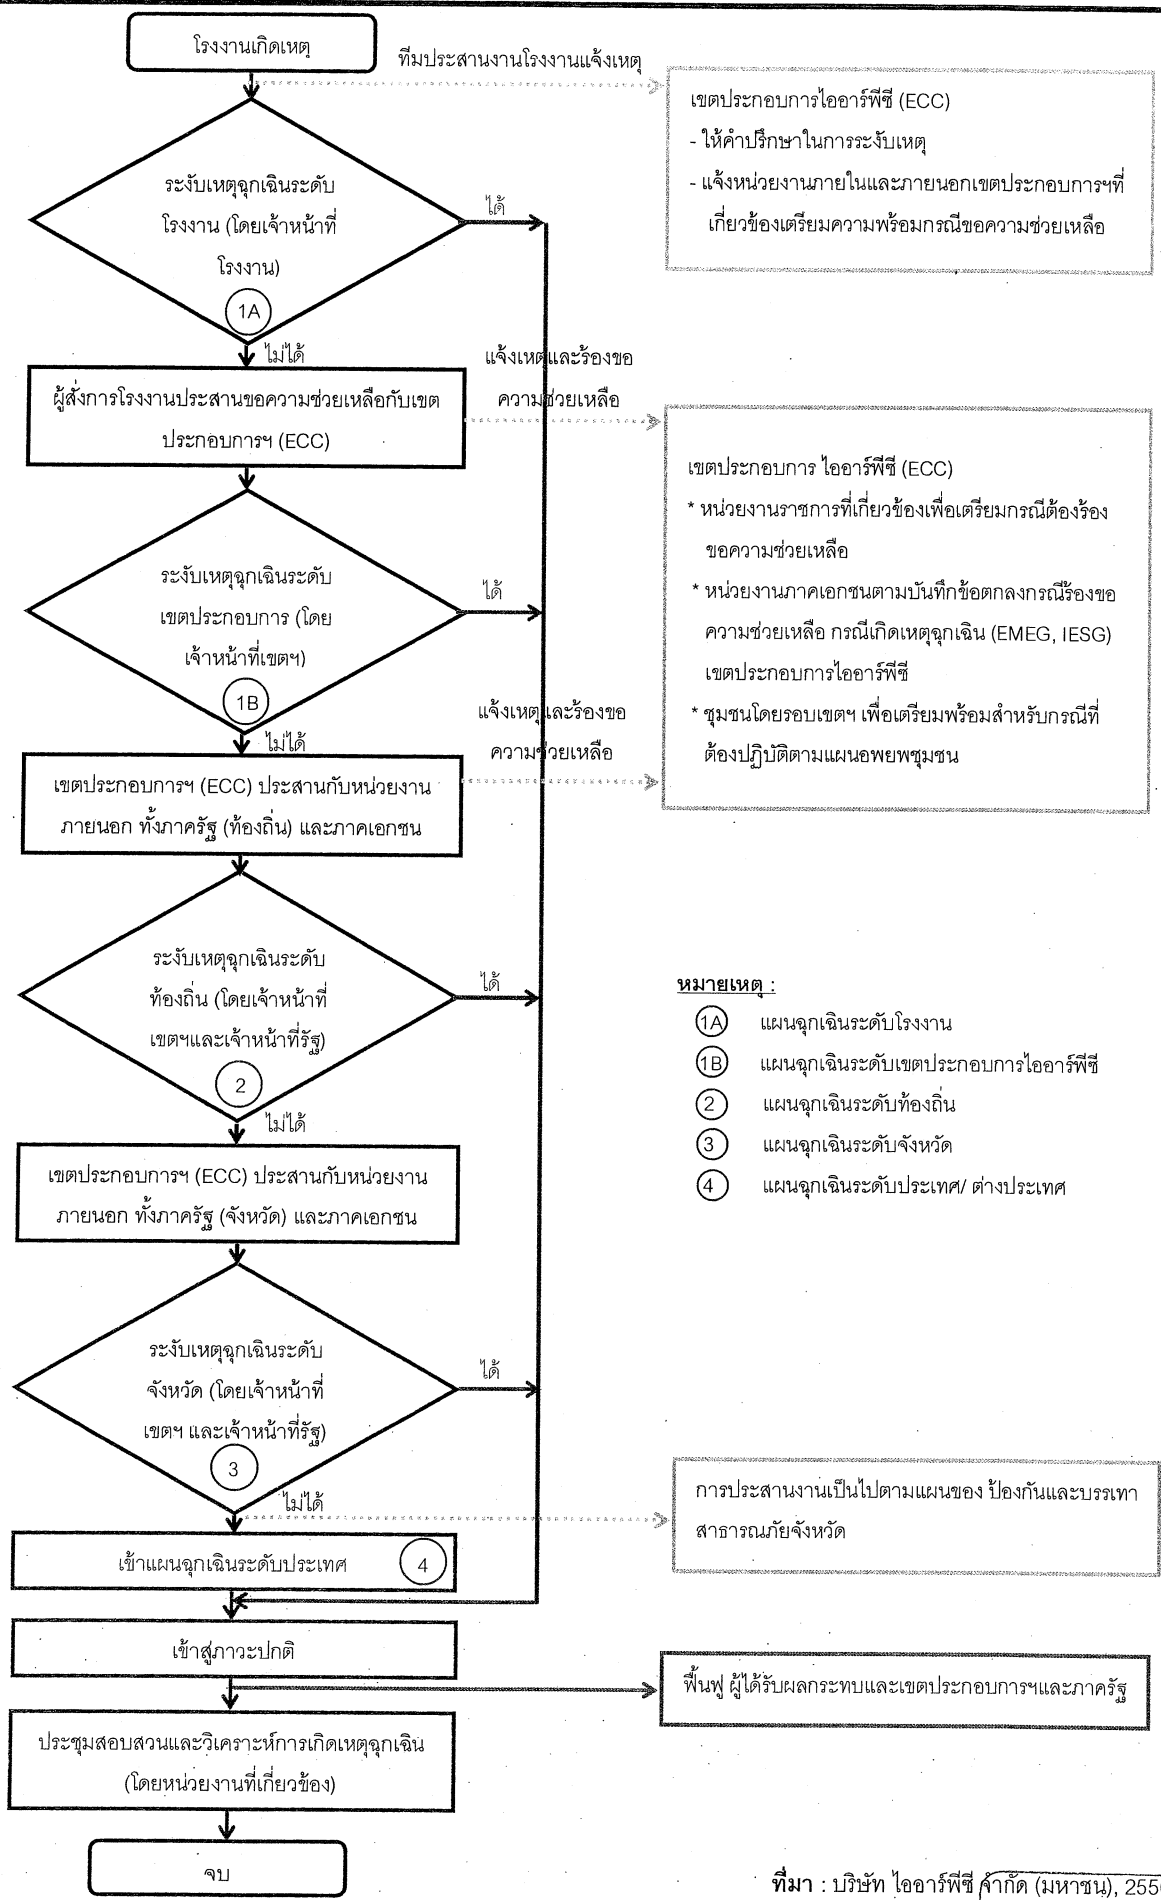 โรงงานเกิดเหตุ
ทีมประสานงานโรงงานแจ้งเหตุ
เขตประกอบการไออาร์พีซี (ECC)
- ให้คำปรึกษาในการระงับเหตุ
- แจ้งหน่วยงานภายในและภายนอกเขตประกอบการฯที่
เกี่ยวข้องเตรียมความพร้อมกรณีขอความช่วยเหลือ
ระงับเหตุฉุกเฉินระดับ
โรงงาน (โดยเจ้าหน้าที่
โรงงาน)
1A
ได้
ไม่ได้
แจ้งเหตุและร้องขอ
ความช่วยเหลือ
ผู้สั่งการโรงงานประสานขอความช่วยเหลือกับเขต
ประกอบการฯ (ECC)
เขตประกอบการ ไออาร์พีซี (ECC)
* หน่วยงานราชการที่เกี่ยวข้องเพื่อเตรียมกรณีต้องร้อง
ขอความช่วยเหลือ
* หน่วยงานภาคเอกชนตามบันทึกข้อตกลงกรณีร้องขอ
ความช่วยเหลือ กรณีเกิดเหตุฉุกเฉิน (EMEG, IESG)
เขตประกอบการไออาร์พีซี
* ชุมชนโดยรอบเขตฯ เพื่อเตรียมพร้อมสำหรับกรณีที่
ต้องปฏิบัติตามแผนอพยพชุมชน
ระงับเหตุฉุกเฉินระดับ
เขตประกอบการ (โดย
เจ้าหน้าที่เขตฯ)
1B
ได้
ไม่ได้
แจ้งเหตุและร้องขอ
ความช่วยเหลือ
เขตประกอบการฯ (ECC) ประสานกับหน่วยงาน
ภายนอก ทั้งภาครัฐ (ท้องถิ่น) และภาคเอกชน
ระงับเหตุฉุกเฉินระดับ
ท้องถิ่น (โดยเจ้าหน้าที่
เขตฯและเจ้าหน้าที่รัฐ)
2
ได้
ไม่ได้
หมายเหตุ :
1A แผนฉุกเฉินระดับโรงงาน
1B แผนฉุกเฉินระดับเขตประกอบการไออาร์พีซี
2 แผนฉุกเฉินระดับท้องถิ่น
3 แผนฉุกเฉินระดับจังหวัด
4 แผนฉุกเฉินระดับประเทศ/ ต่างประเทศ
เขตประกอบการฯ (ECC) ประสานกับหน่วยงาน
ภายนอก ทั้งภาครัฐ (จังหวัด) และภาคเอกชน
ระงับเหตุฉุกเฉินระดับ
จังหวัด (โดยเจ้าหน้าที่
เขตฯ และเจ้าหน้าที่รัฐ)
3
ได้
ไม่ได้
การประสานงานเป็นไปตามแผนของ ป้องกันและบรรเทา
สาธารณภัยจังหวัด
เข้าแผนฉุกเฉินระดับประเทศ 4
เข้าสู่ภาวะปกติ
ฟื้นฟู ผู้ได้รับผลกระทบและเขตประกอบการฯและภาครัฐ
ประชุมสอบสวนและวิเคราะห์การเกิดเหตุฉุกเฉิน
(โดยหน่วยงานที่เกี่ยวข้อง)
จบ
ที่มา : บริษัท ไออาร์พีซี จำกัด (มหาชน),